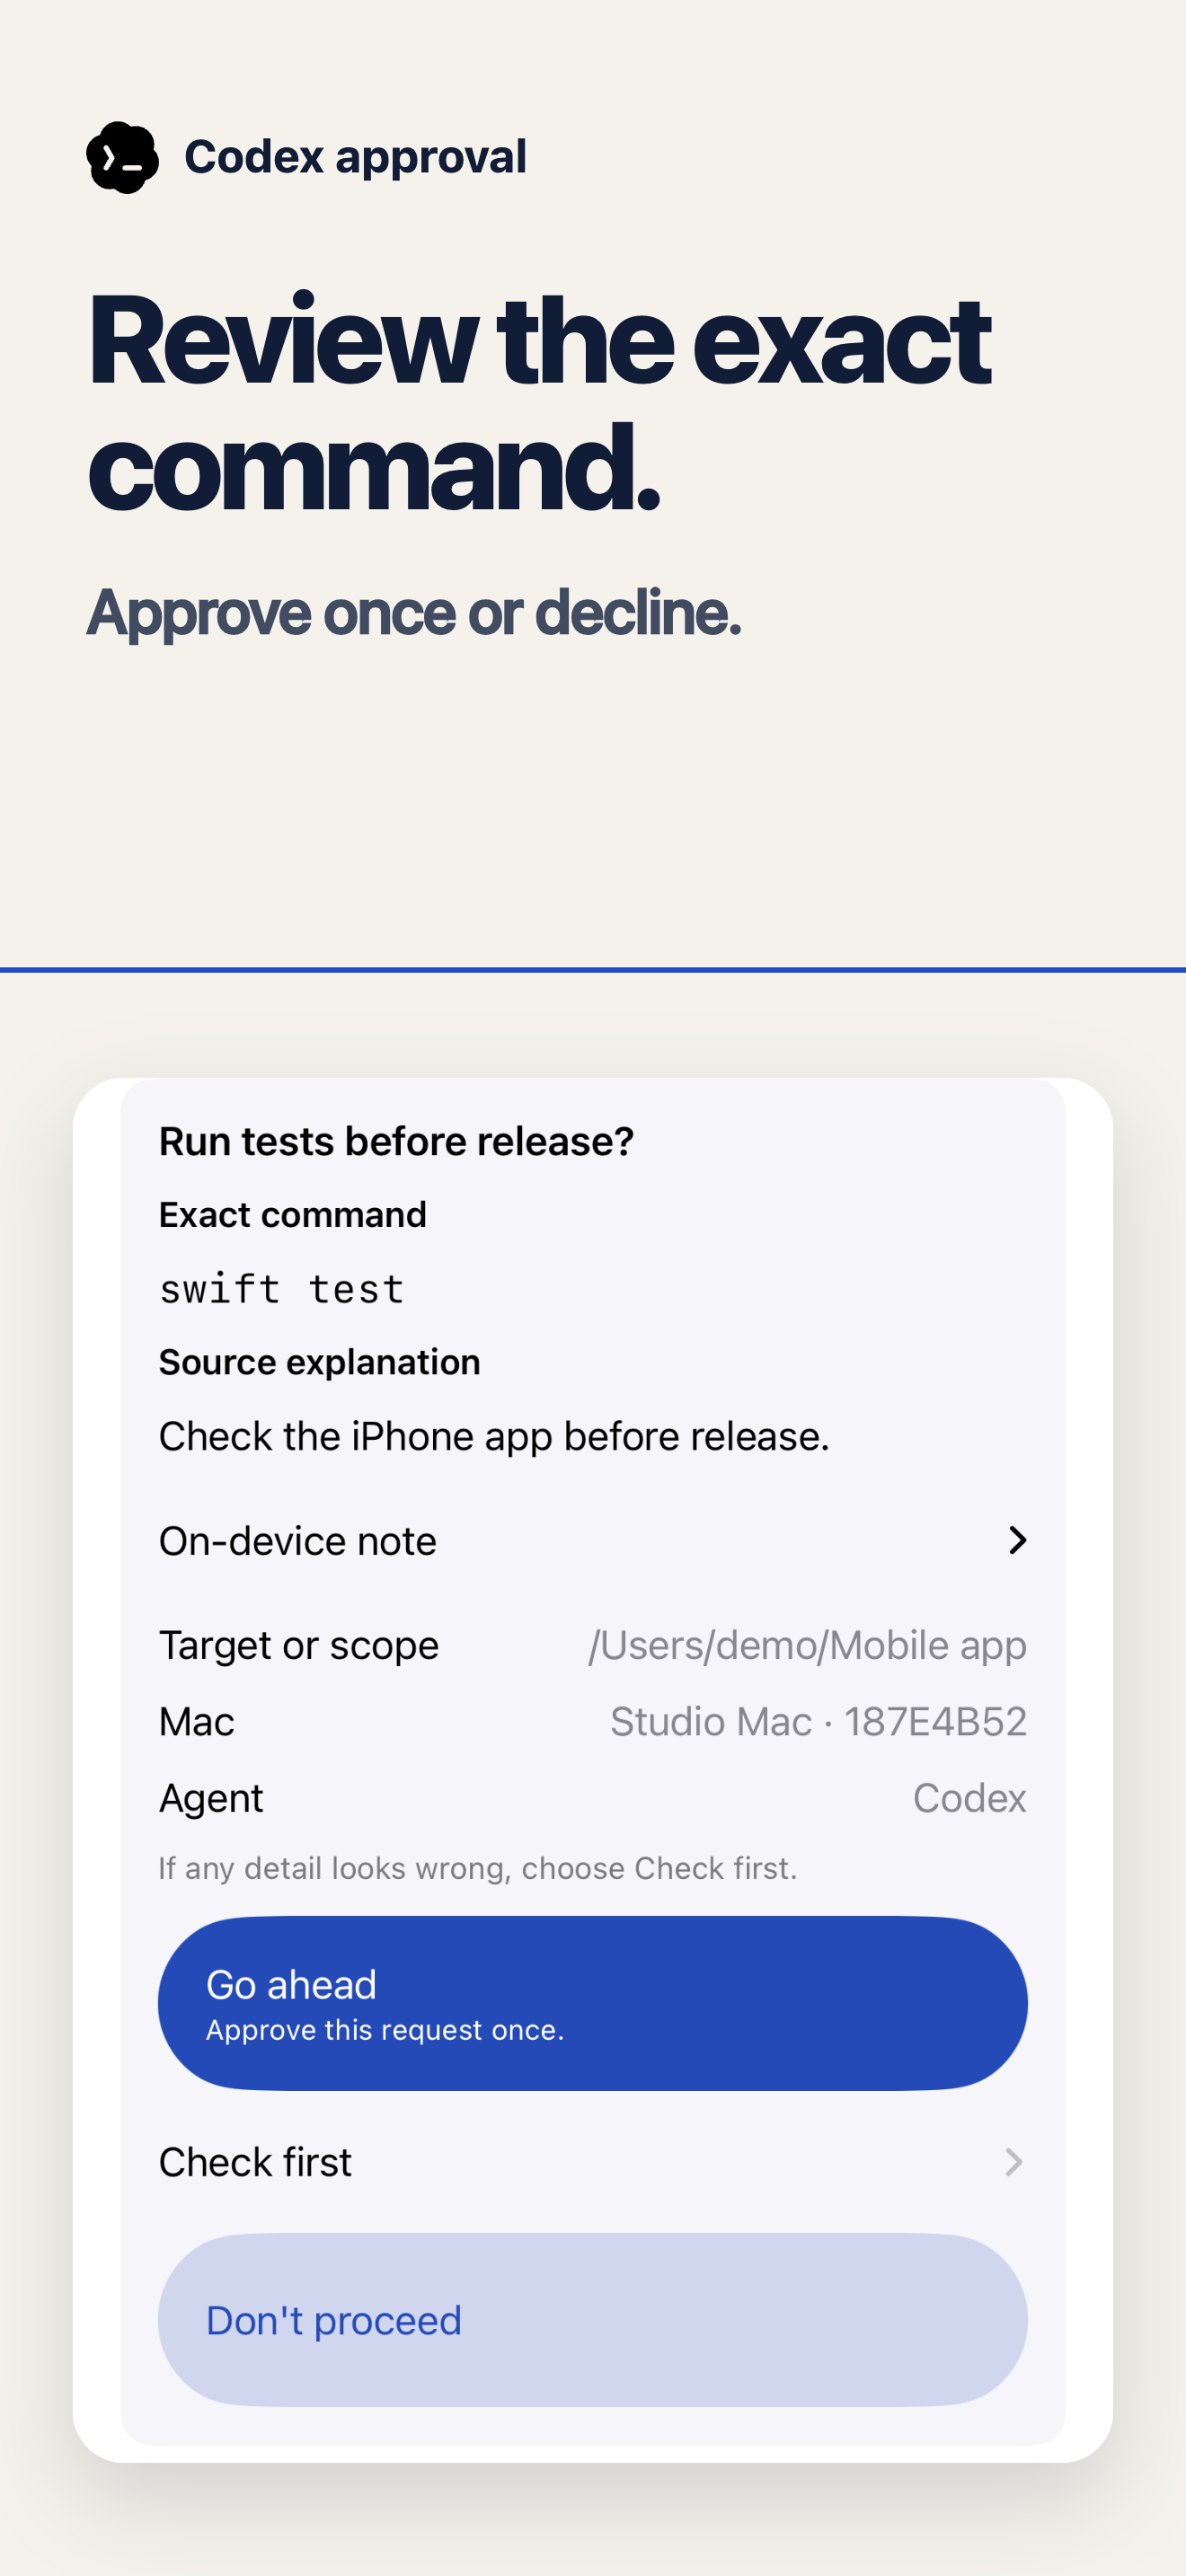 Codex approval
Review the exact
command.
Approve once or decline.
Run tests before release?
Exact command
swift test
Source explanation
Check the iPhone app before release.
On-device note
Target or scope /Users/demo/Mobile app
Mac Studio Mac · 187E4B52
Agent Codex
If any detail looks wrong, choose Check first.
Go ahead
Approve this request once.
Check first
Don't proceed